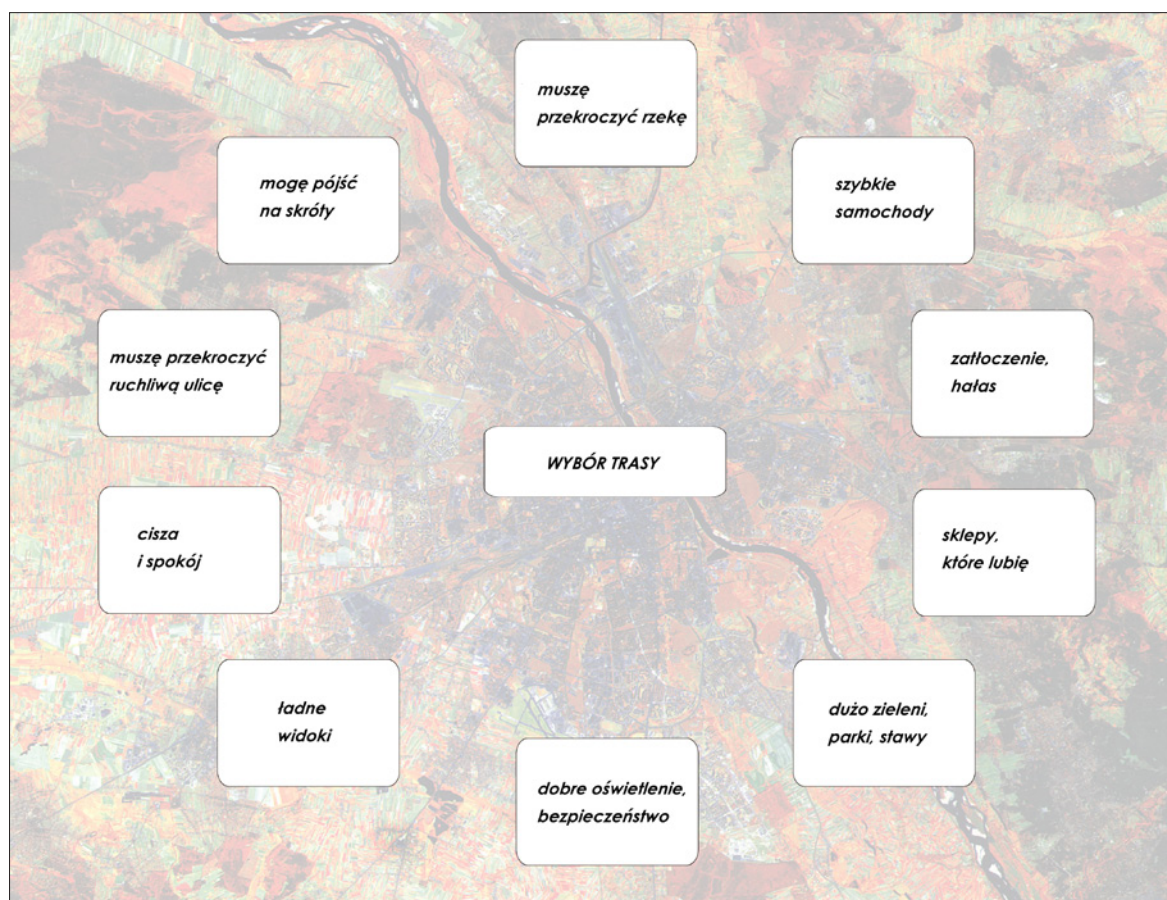 muszę
przekroczyć rzekę
mogę pójść
na skróty
szybkie
samochody
muszę przekroczyć
ruchliwą ulicę
zatłoczenie,
hałas
WYBÓR TRASY
cisza
i spokój
sklepy,
które lubię
ładne
widoki
dużo zieleni,
parki, stawy
dobre oświetlenie,
bezpieczeństwo